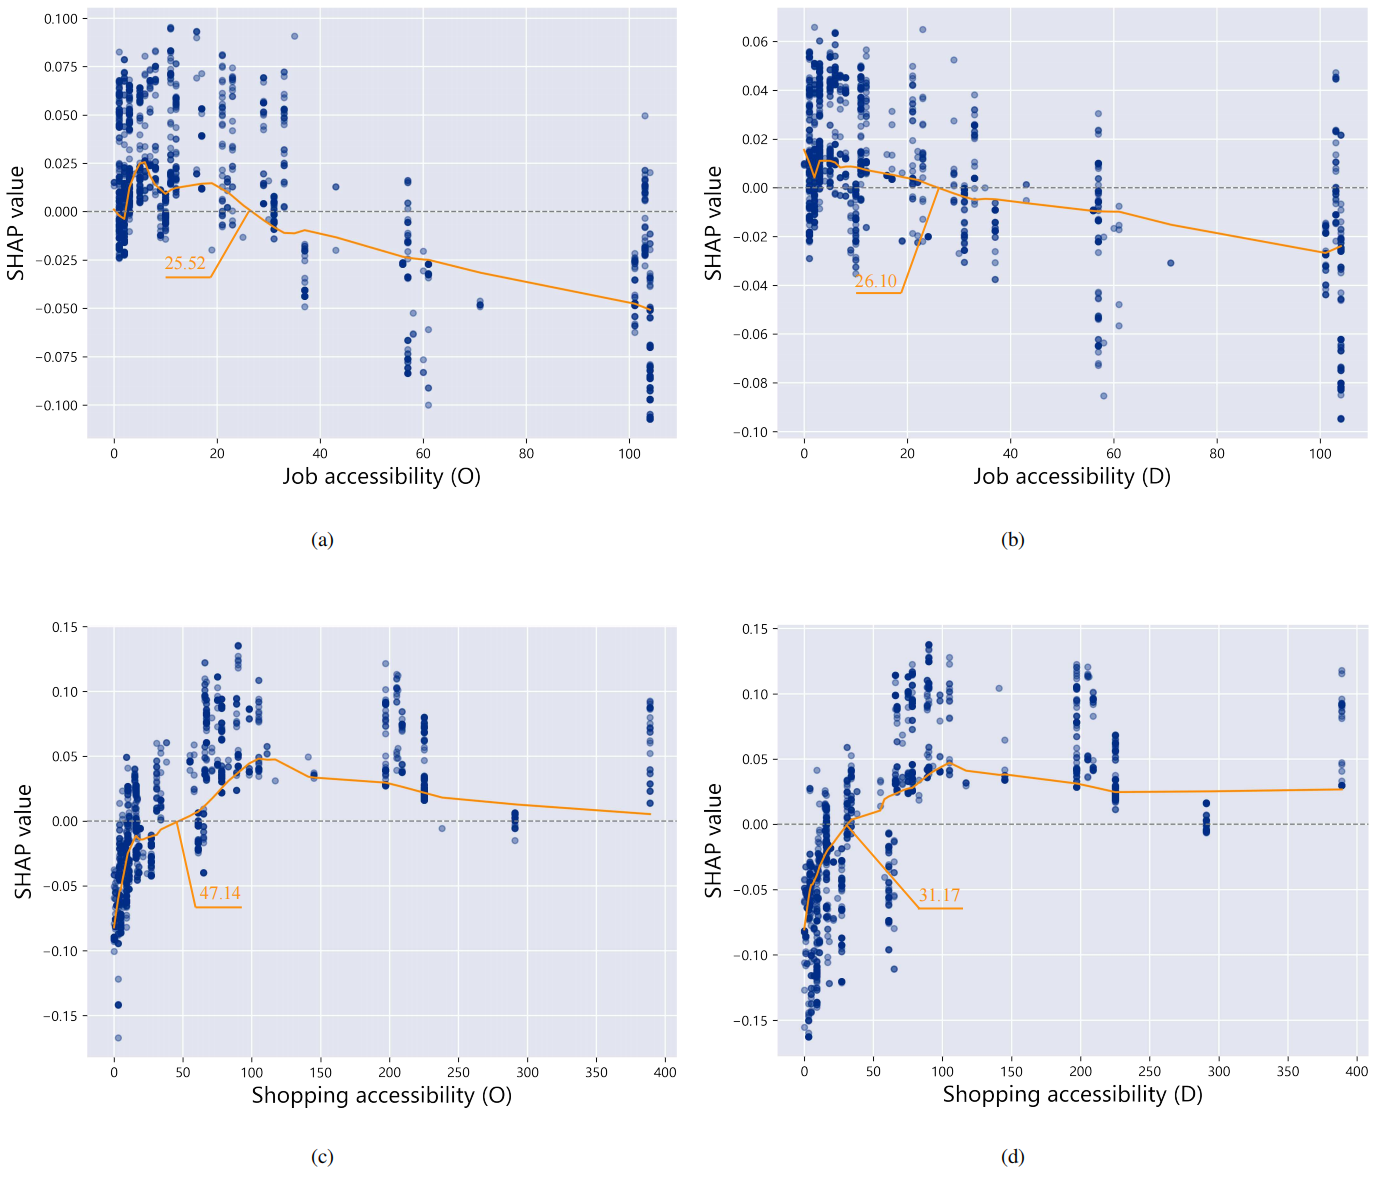 0.100
0.075
0.050
0.025
0.000
−0.025
−0.050
−0.075
−0.100
SHAP value
25.52
0 20 40 60 80 100
Job accessibility (O)
(a)
0.06
0.04
0.02
0.00
−0.02
−0.04
−0.06
−0.08
−0.10
SHAP value
26.10
0 20 40 60 80 100
Job accessibility (D)
(b)
0.15
0.10
0.05
0.00
−0.05
−0.10
−0.15
SHAP value
47.14
0 50 100 150 200 250 300 350 400
Shopping accessibility (O)
(c)
0.15
0.10
0.05
0.00
−0.05
−0.10
−0.15
SHAP value
31.17
0 50 100 150 200 250 300 350 400
Shopping accessibility (D)
(d)